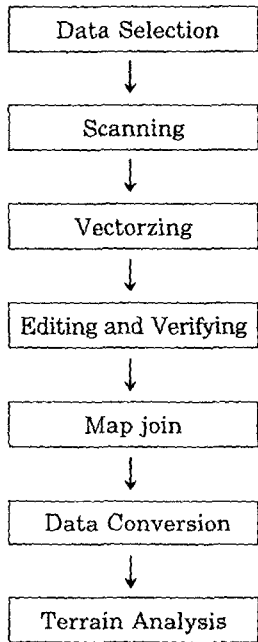 Data Selection
Scanning
Vectorzing
Editing and Verifying
Map join
Data Conversion
Terrain Analysis